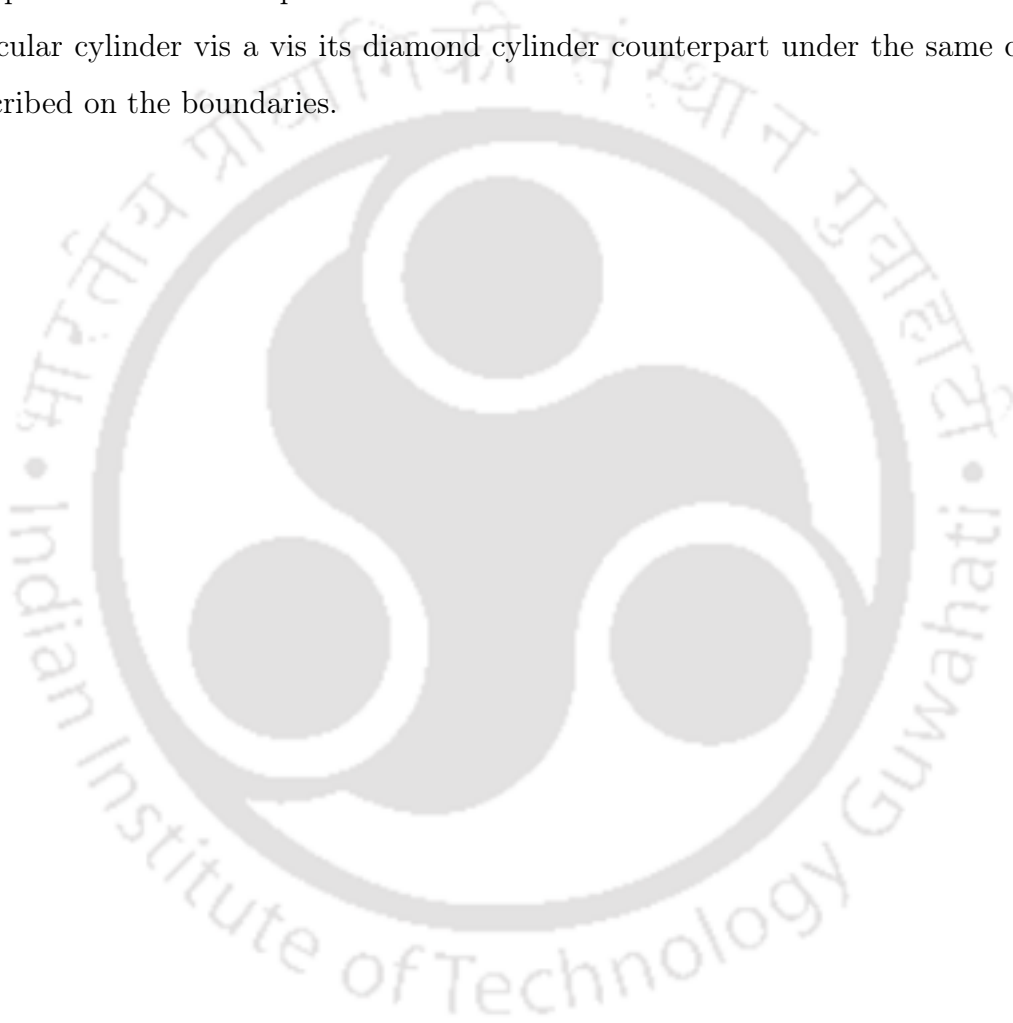 cular cylinder vis a vis its diamond cylinder counterpart under the same
cribed on the boundaries.
भारतीय प्रौद्योगिकी संस्थान गुवाहाटी
• Indian Institute of Technology Guwahati •